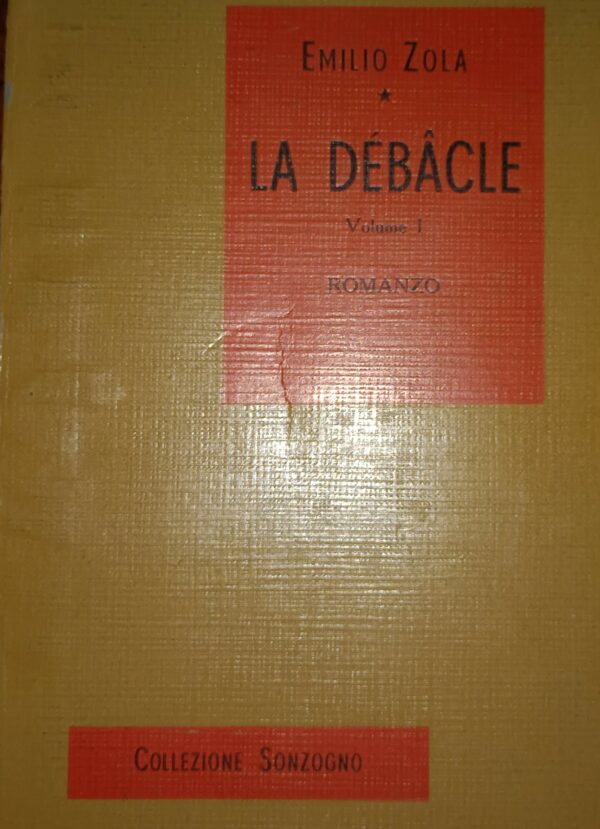 EMILIO ZOLA
★
LA DÉBÂCLE
Volume I
ROMANZO
COLLEZIONE SONZOGNO